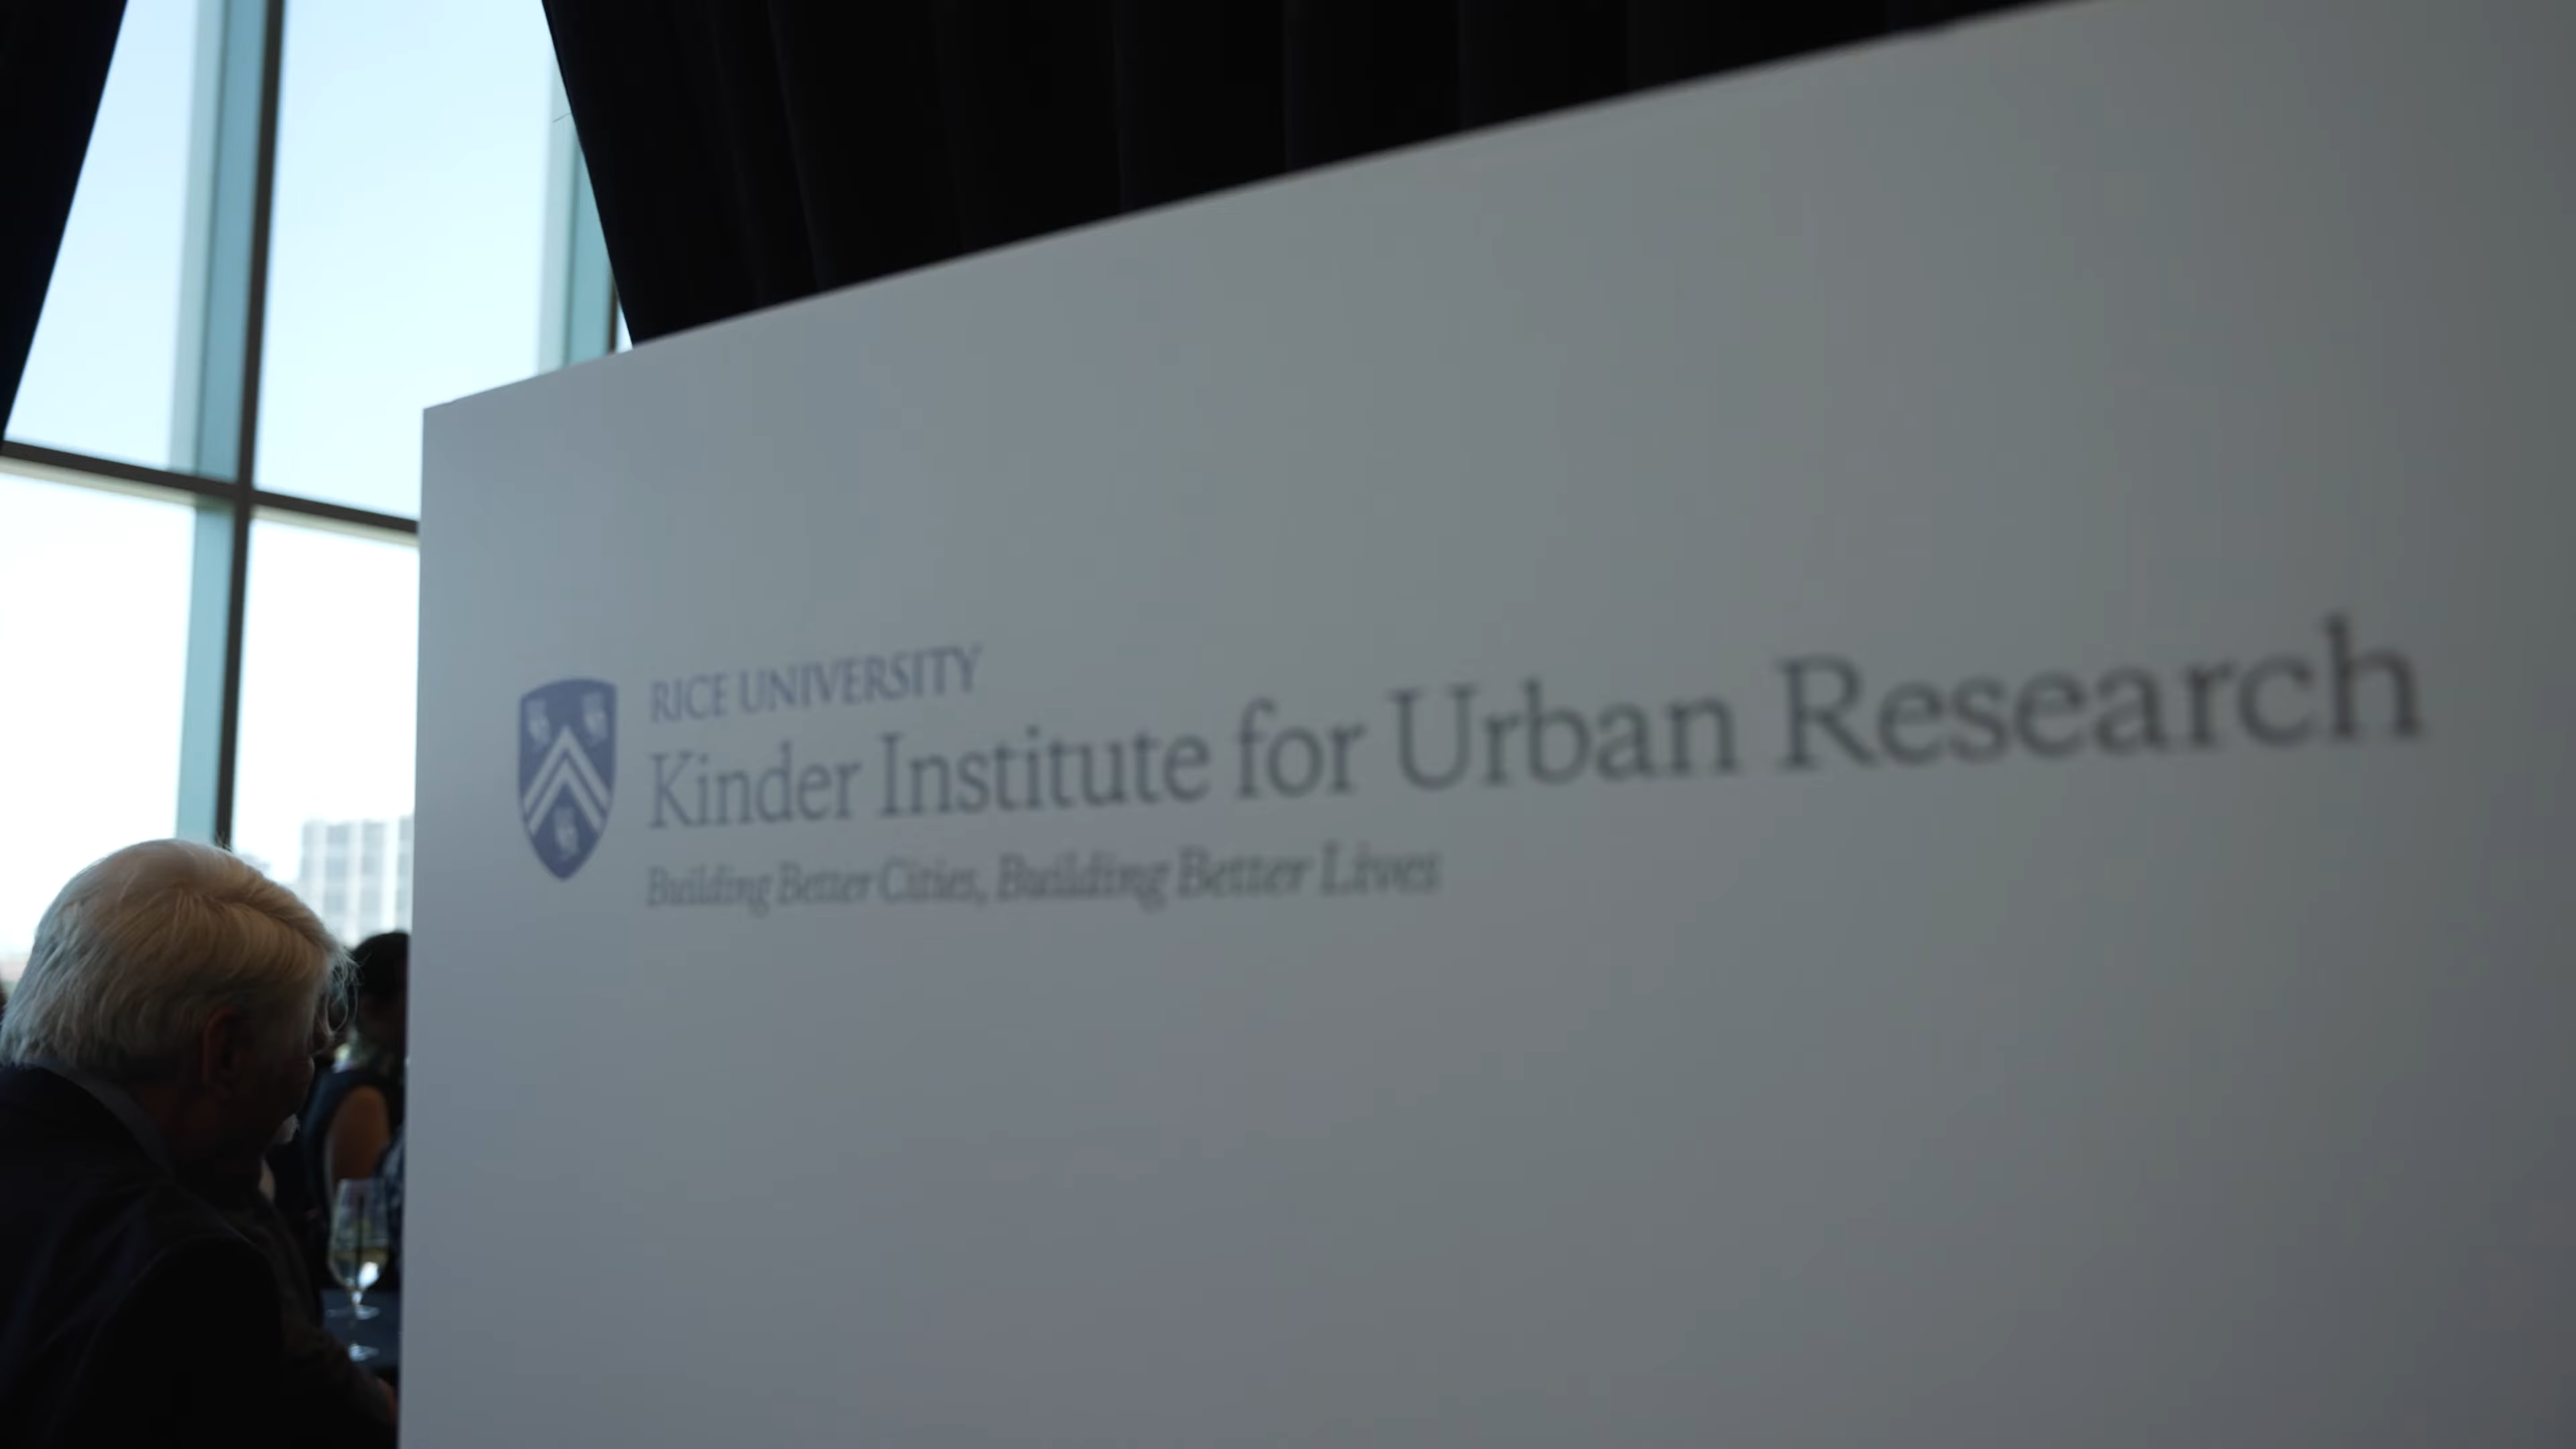 RICE UNIVERSITY
Kinder Institute for Urban Research
Building Better Cities, Building Better Lives